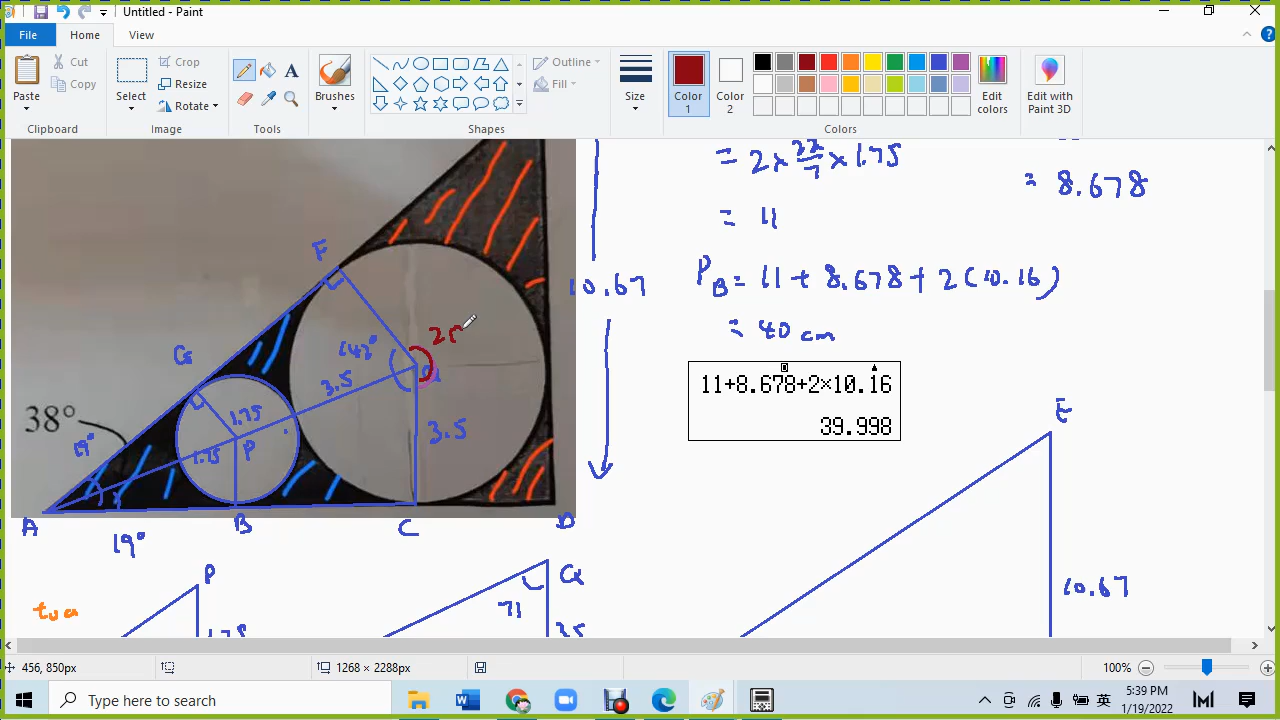 Untitled - Paint
File
Home
View
Paste
Cut
Copy
Clipboard
Select
Crop
Resize
Rotate
Image
A
Tools
Brushes
Outline
Fill
Shapes
Size
Color 1
Color 2
Edit colors
Colors
Edit with Paint 3D
= 2 × 22/7 × 1.75
= 8.678
= 11
F
10.67
P_B = 11 + 8.678 + 2(10.16)
= 40 cm
142°
G
3.5
Q
11+8.678+2×10.16
39.998
38°
19°
1.75
1.75
P
3.5
E
A
B
C
D
19°
P
Q
71
10.67
456, 850px
1268 × 2288px
100%
Type here to search
英
5:39 PM
1/19/2022